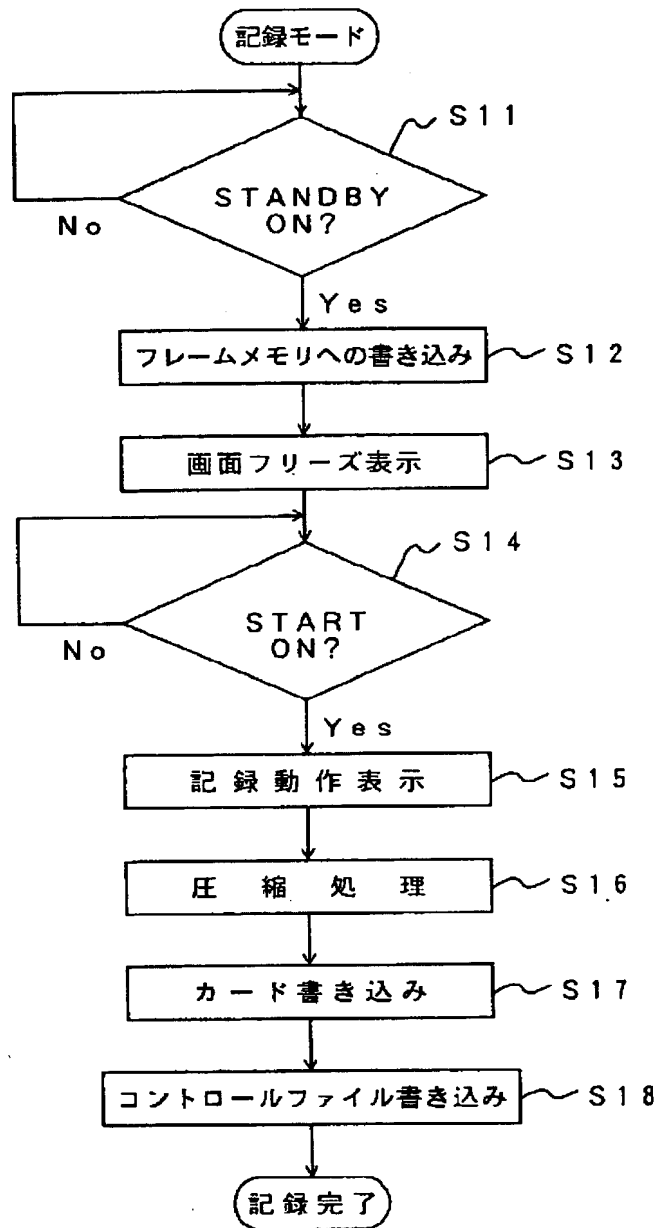 記録モード
S11
STANDBY
ON?
No
Yes
フレームメモリへの書き込み
S12
画面フリーズ表示
S13
S14
START
ON?
No
Yes
記録動作表示
S15
圧縮処理
S16
カード書き込み
S17
コントロールファイル書き込み
S18
記録完了